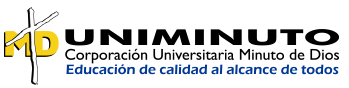 MD UNIMINUTO
Corporación Universitaria Minuto de Dios
Educación de calidad al alcance de todos